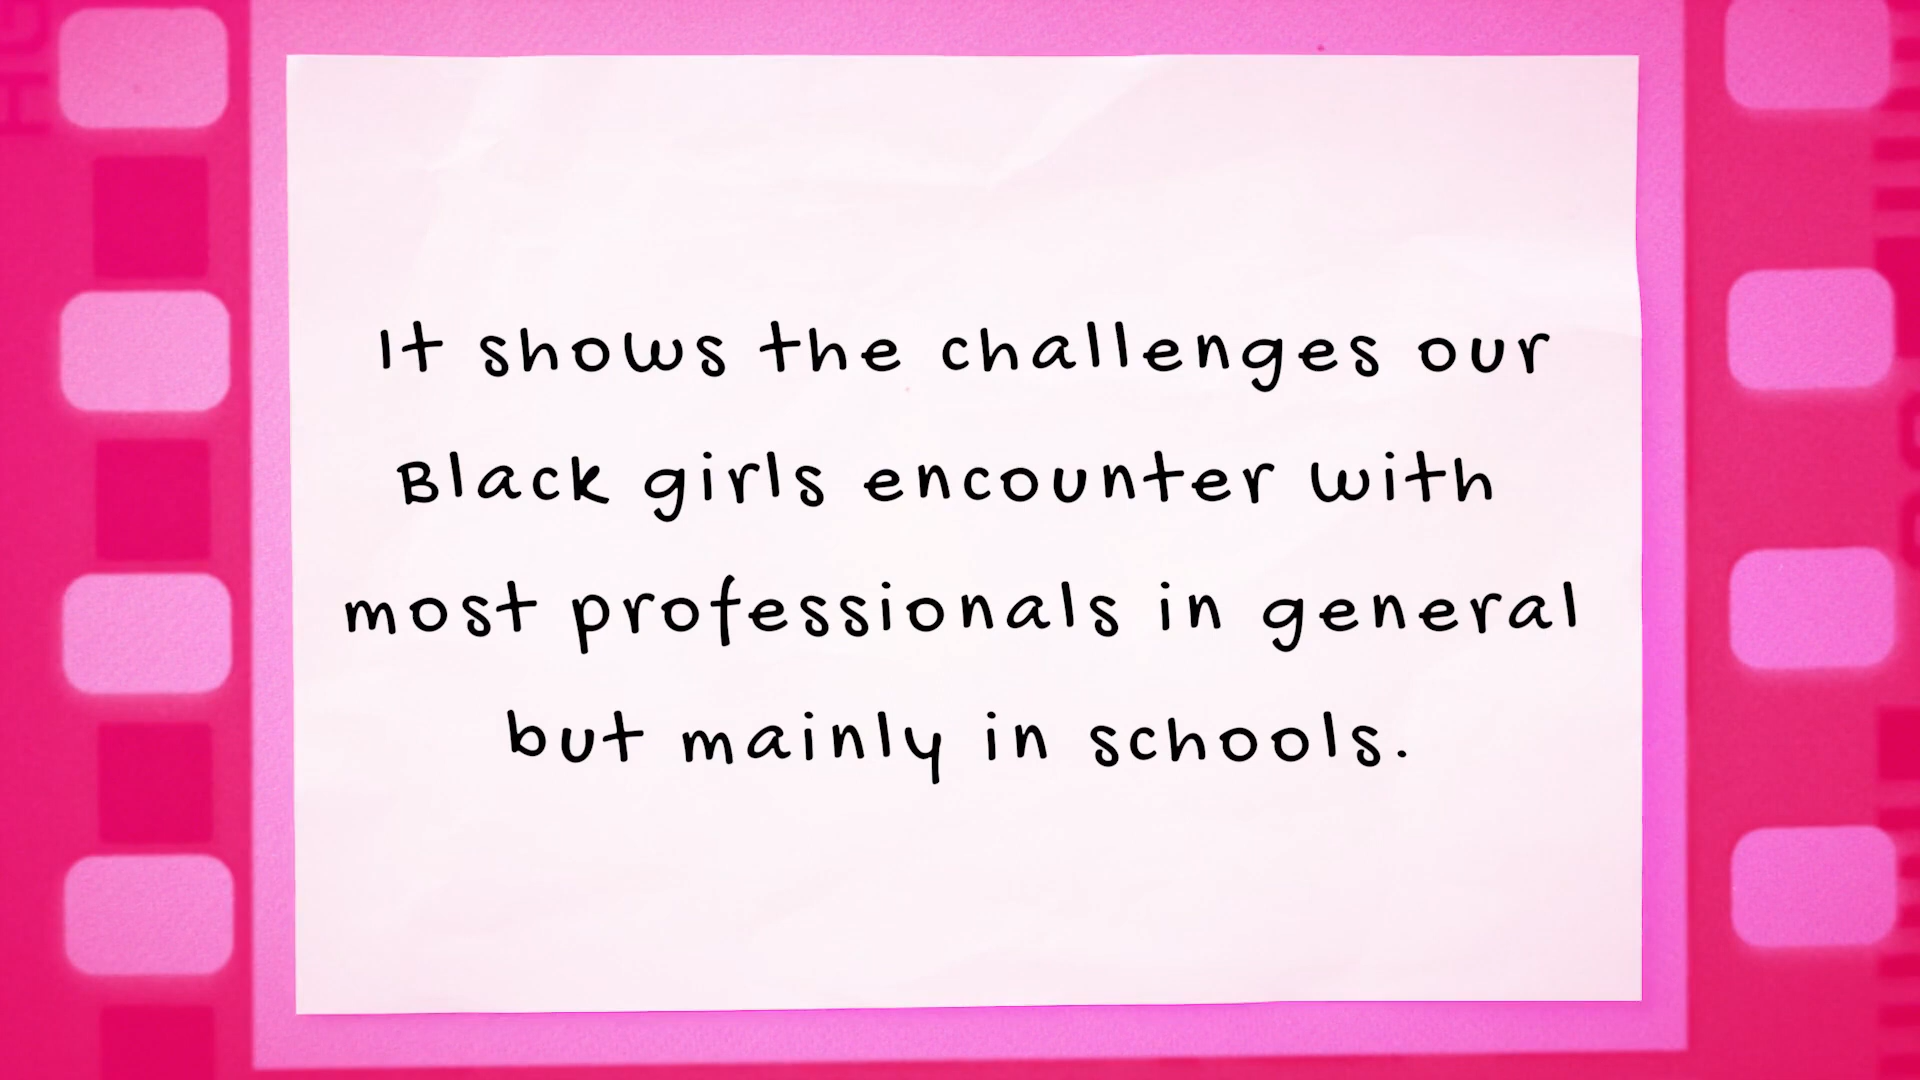 It shows the challenges our
Black girls encounter with
most professionals in general
but mainly in schools.